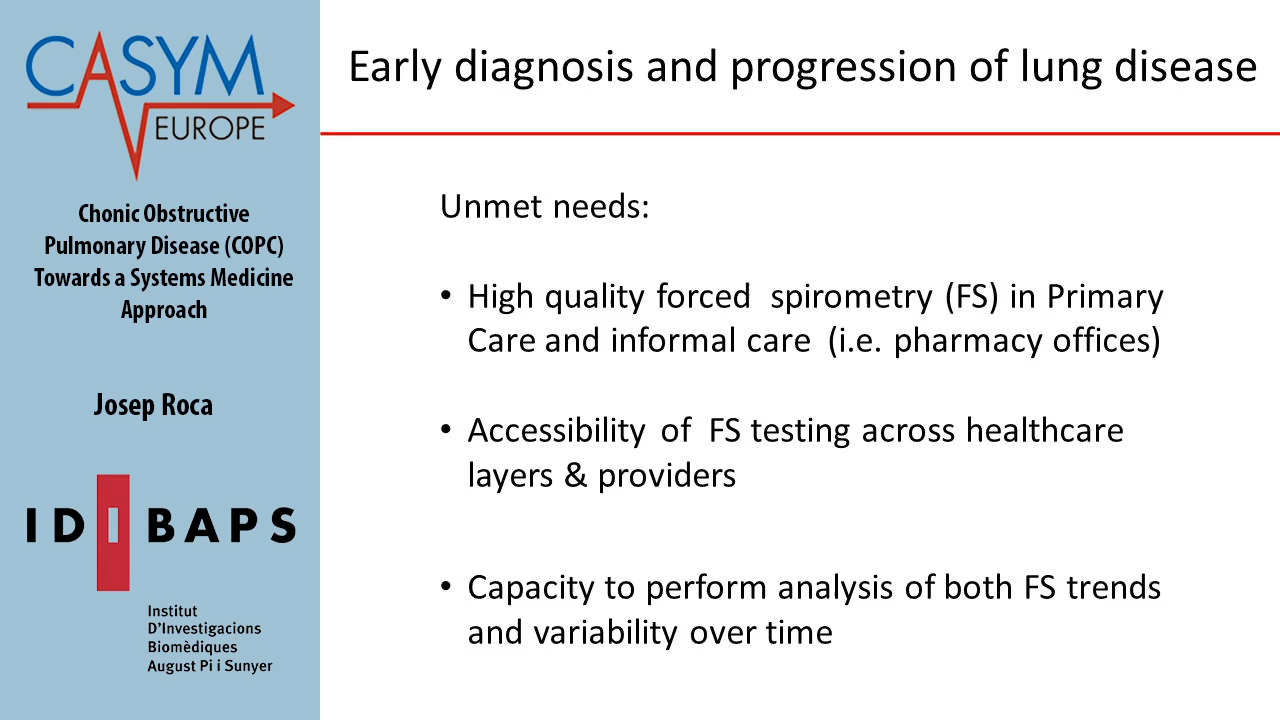 CASYM
EUROPE
Chonic Obstructive
Pulmonary Disease (COPC)
Towards a Systems Medicine
Approach
Josep Roca
IDIBAPS
Institut
D'Investigacions
Biomèdiques
August Pi i Sunyer
Early diagnosis and progression of lung disease
Unmet needs:
• High quality forced spirometry (FS) in Primary
Care and informal care (i.e. pharmacy offices)
• Accessibility of FS testing across healthcare
layers & providers
• Capacity to perform analysis of both FS trends
and variability over time